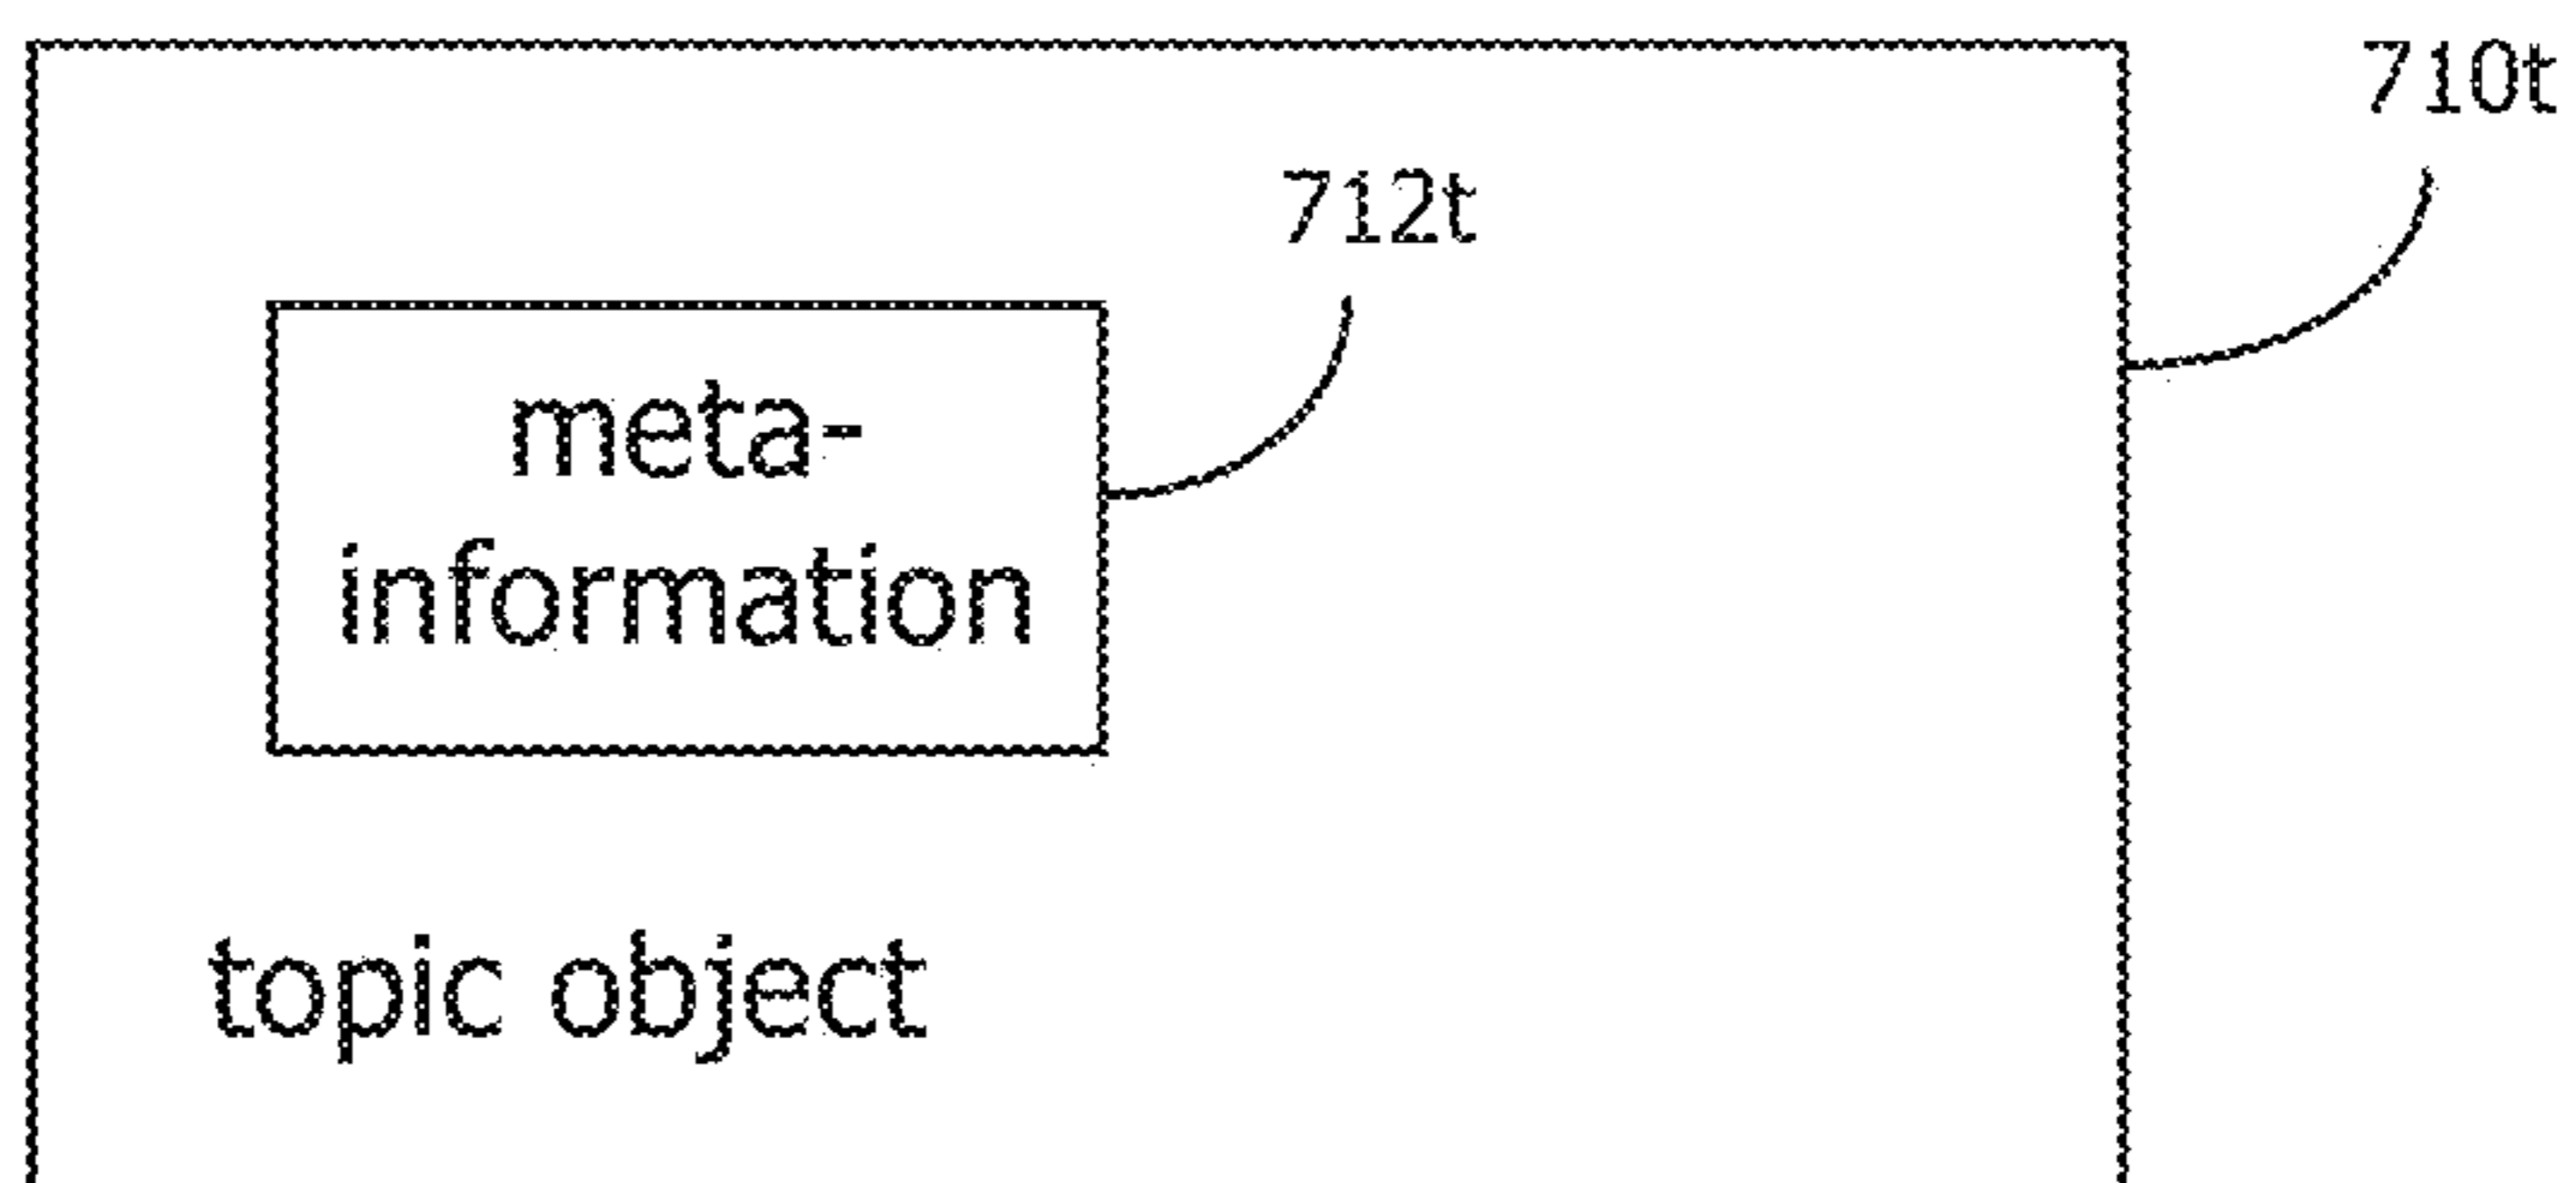 710t
712t
meta-
information
topic object